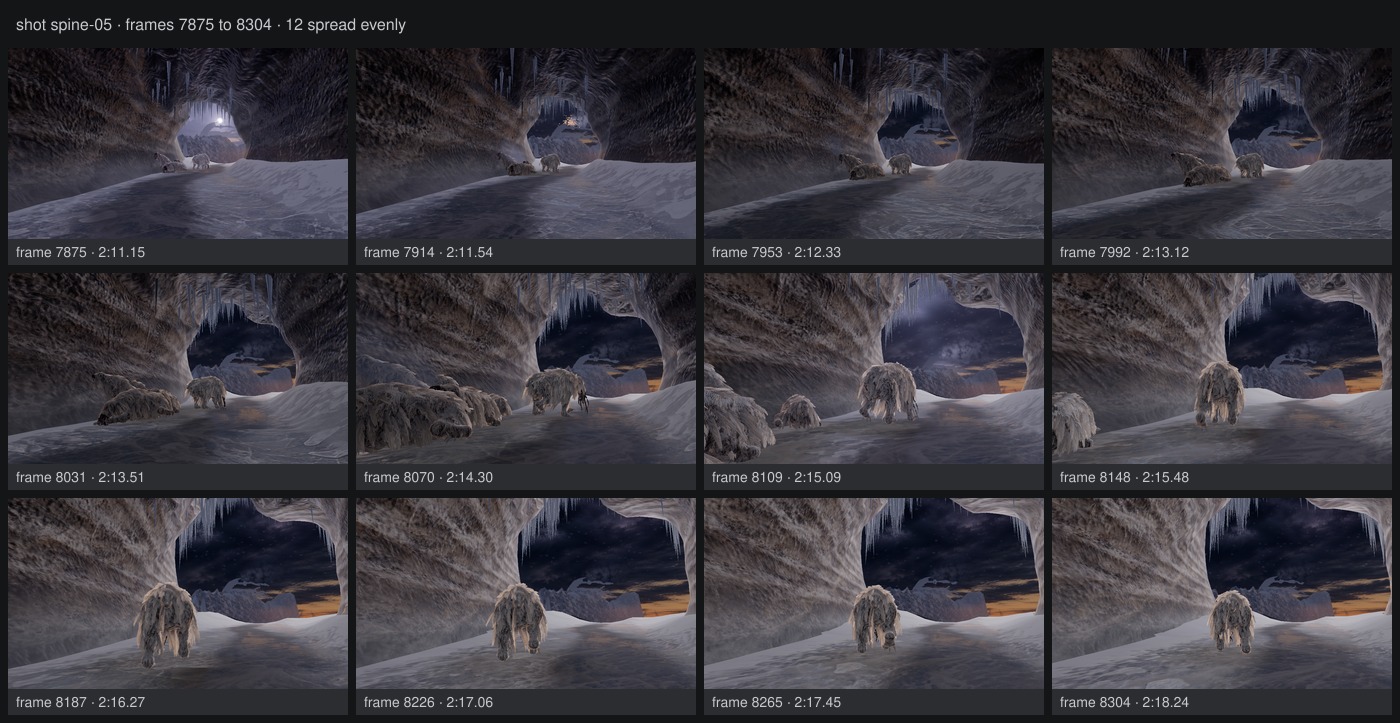 shot spine-05 · frames 7875 to 8304 · 12 spread evenly
frame 7875 · 2:11.15
frame 7914 · 2:11.54
frame 7953 · 2:12.33
frame 7992 · 2:13.12
frame 8031 · 2:13.51
frame 8070 · 2:14.30
frame 8109 · 2:15.09
frame 8148 · 2:15.48
frame 8187 · 2:16.27
frame 8226 · 2:17.06
frame 8265 · 2:17.45
frame 8304 · 2:18.24